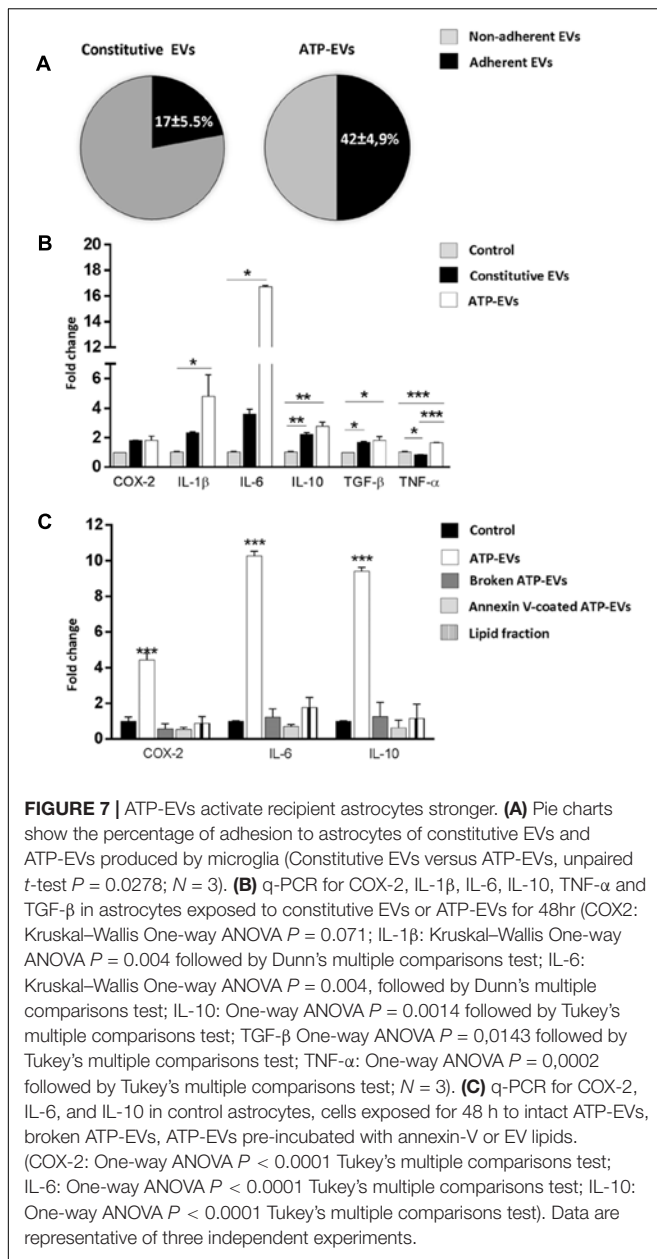 A
Constitutive EVs
ATP-EVs
Non-adherent EVs
Adherent EVs
17±5.5%
42±4,9%
B
Fold change
20
18
16
14
12
6
4
2
0
*
*
**
**
*
*
***
***
*
COX-2 IL-1β IL-6 IL-10 TGF-β TNF-α
Control
Constitutive EVs
ATP-EVs
C
Fold change
12
10
8
6
4
2
0
***
***
***
COX-2 IL-6 IL-10
Control
ATP-EVs
Broken ATP-EVs
Annexin V-coated ATP-EVs
Lipid fraction
FIGURE 7 | ATP-EVs activate recipient astrocytes stronger. (A) Pie charts
show the percentage of adhesion to astrocytes of constitutive EVs and
ATP-EVs produced by microglia (Constitutive EVs versus ATP-EVs, unpaired
t-test P = 0.0278; N = 3). (B) q-PCR for COX-2, IL-1β, IL-6, IL-10, TNF-α and
TGF-β in astrocytes exposed to constitutive EVs or ATP-EVs for 48hr (COX2:
Kruskal–Wallis One-way ANOVA P = 0.071; IL-1β: Kruskal–Wallis One-way
ANOVA P = 0.004 followed by Dunn's multiple comparisons test; IL-6:
Kruskal–Wallis One-way ANOVA P = 0.004, followed by Dunn's multiple
comparisons test; IL-10: One-way ANOVA P = 0.0014 followed by Tukey's
multiple comparisons test; TGF-β One-way ANOVA P = 0,0143 followed by
Tukey's multiple comparisons test; TNF-α: One-way ANOVA P = 0,0002
followed by Tukey's multiple comparisons test; N = 3). (C) q-PCR for COX-2,
IL-6, and IL-10 in control astrocytes, cells exposed for 48 h to intact ATP-EVs,
broken ATP-EVs, ATP-EVs pre-incubated with annexin-V or EV lipids.
(COX-2: One-way ANOVA P < 0.0001 Tukey's multiple comparisons test;
IL-6: One-way ANOVA P < 0.0001 Tukey's multiple comparisons test; IL-10:
One-way ANOVA P < 0.0001 Tukey's multiple comparisons test). Data are
representative of three independent experiments.